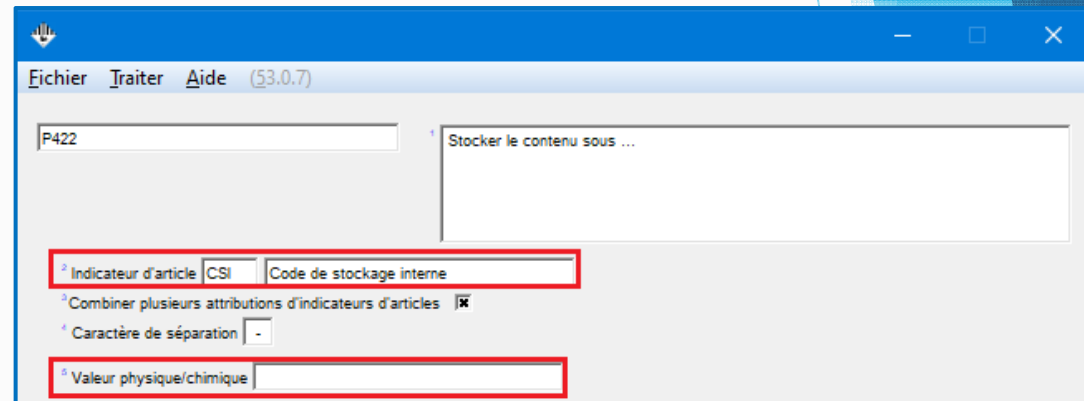 Fichier Traiter Aide (53.0.7)
P422
1 Stocker le contenu sous ...
2 Indicateur d'article CSI Code de stockage interne
3 Combiner plusieurs attributions d'indicateurs d'articles
4 Caractère de séparation -
5 Valeur physique/chimique